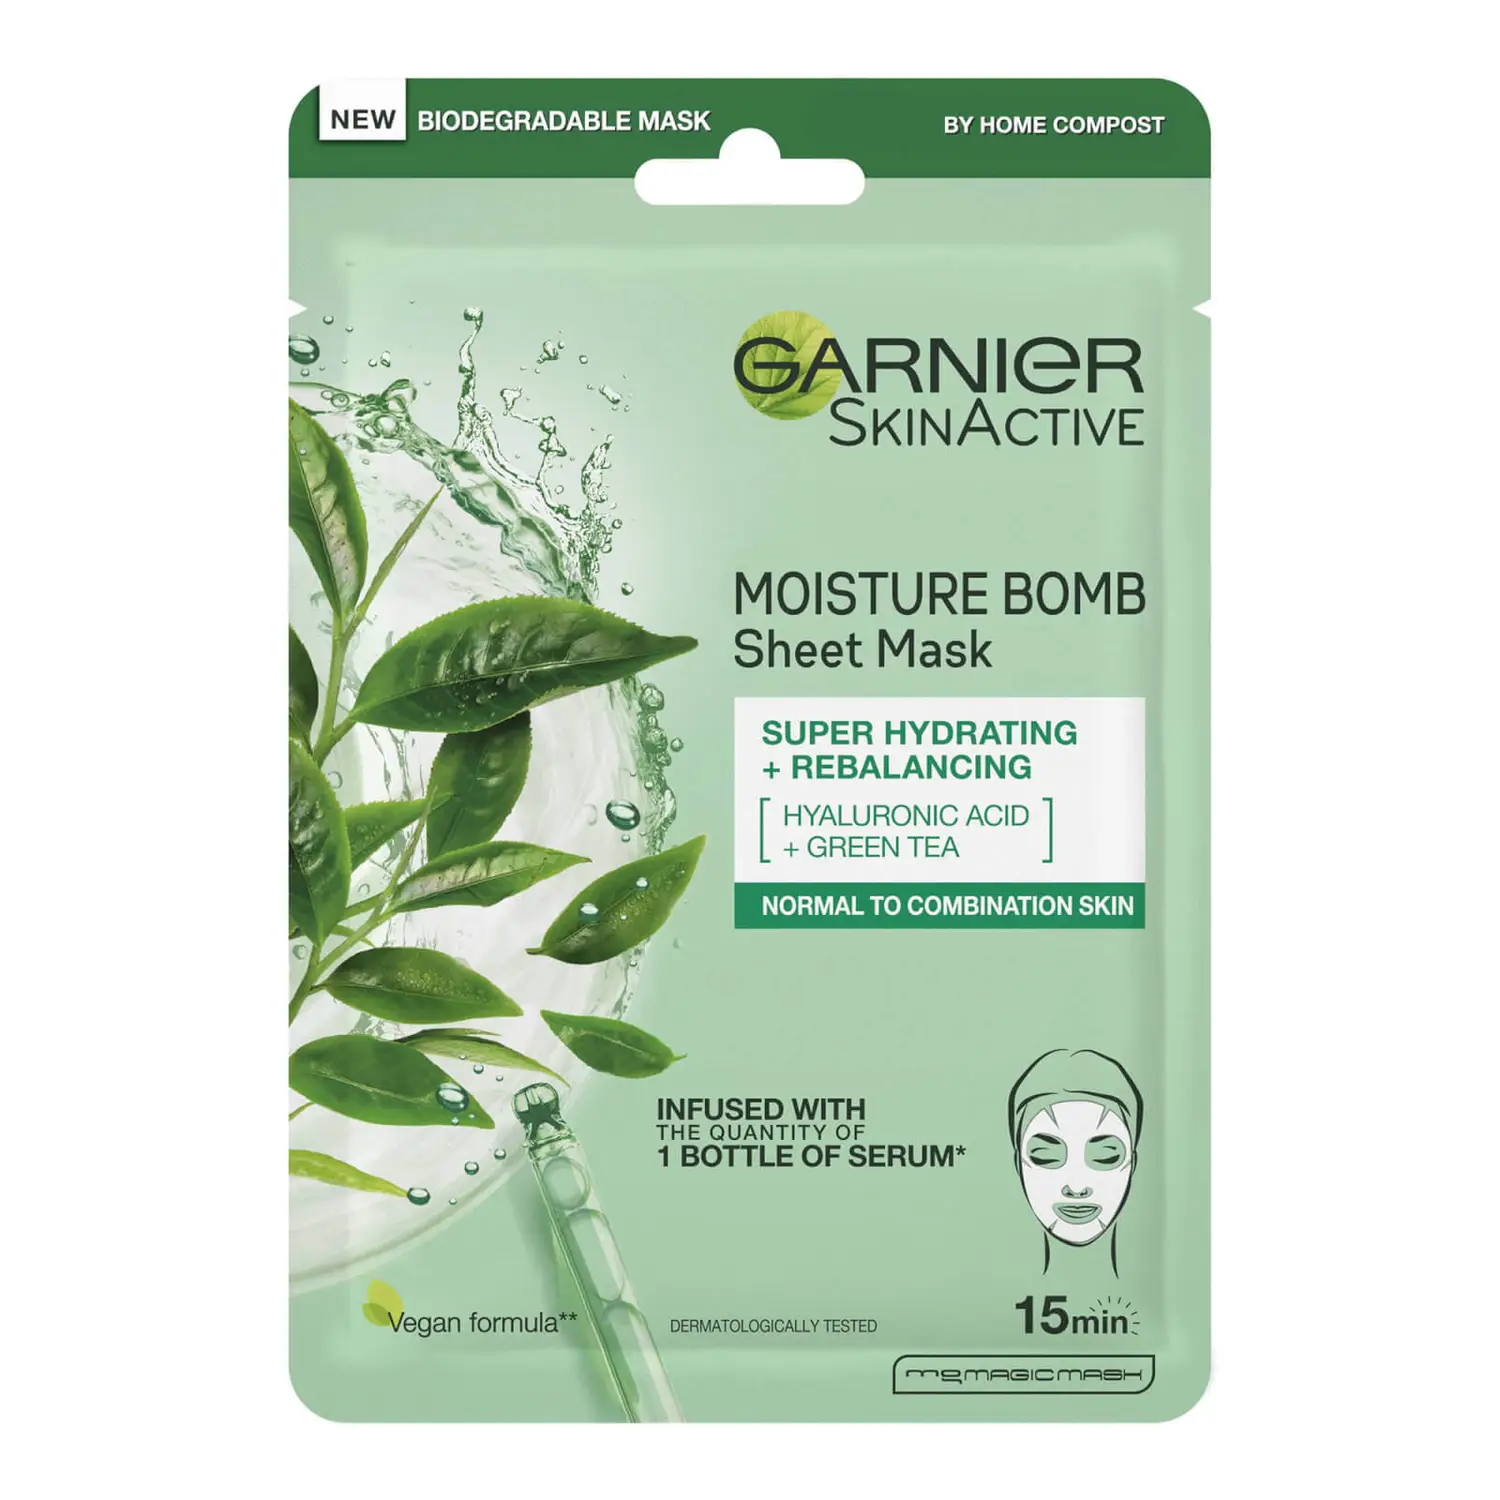 NEW BIODEGRADABLE MASK
BY HOME COMPOST
GARNIER
SKINACTIVE
MOISTURE BOMB
Sheet Mask
SUPER HYDRATING
+ REBALANCING
[ HYALURONIC ACID
+ GREEN TEA ]
NORMAL TO COMBINATION SKIN
INFUSED WITH
THE QUANTITY OF
1 BOTTLE OF SERUM*
Vegan formula**
DERMATOLOGICALLY TESTED
15min
mg MAGIC MASK